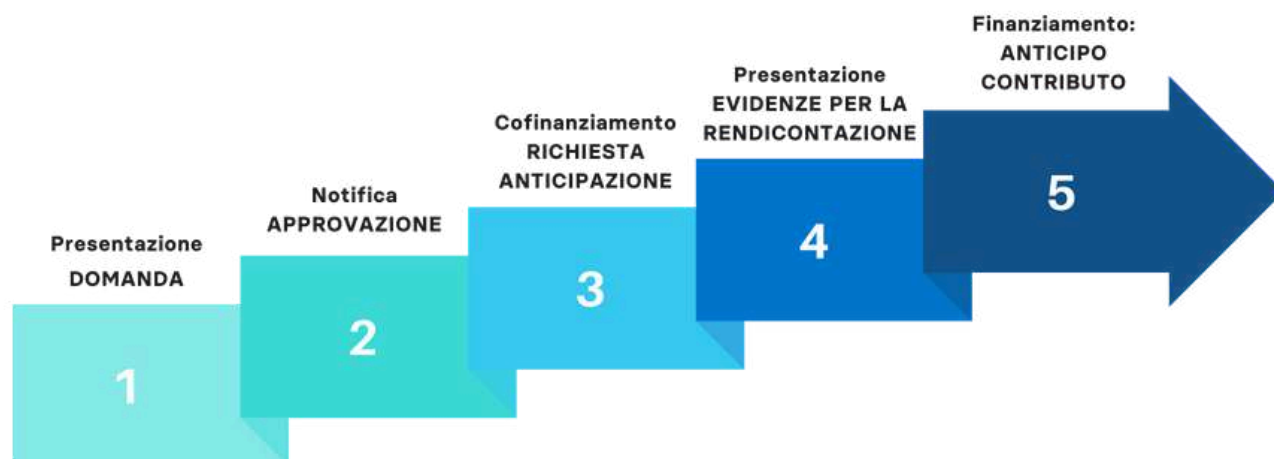 Presentazione
DOMANDA
1
Notifica
APPROVAZIONE
2
Cofinanziamento
RICHIESTA
ANTICIPAZIONE
3
Presentazione
EVIDENZE PER LA
RENDICONTAZIONE
4
Finanziamento:
ANTICIPO
CONTRIBUTO
5